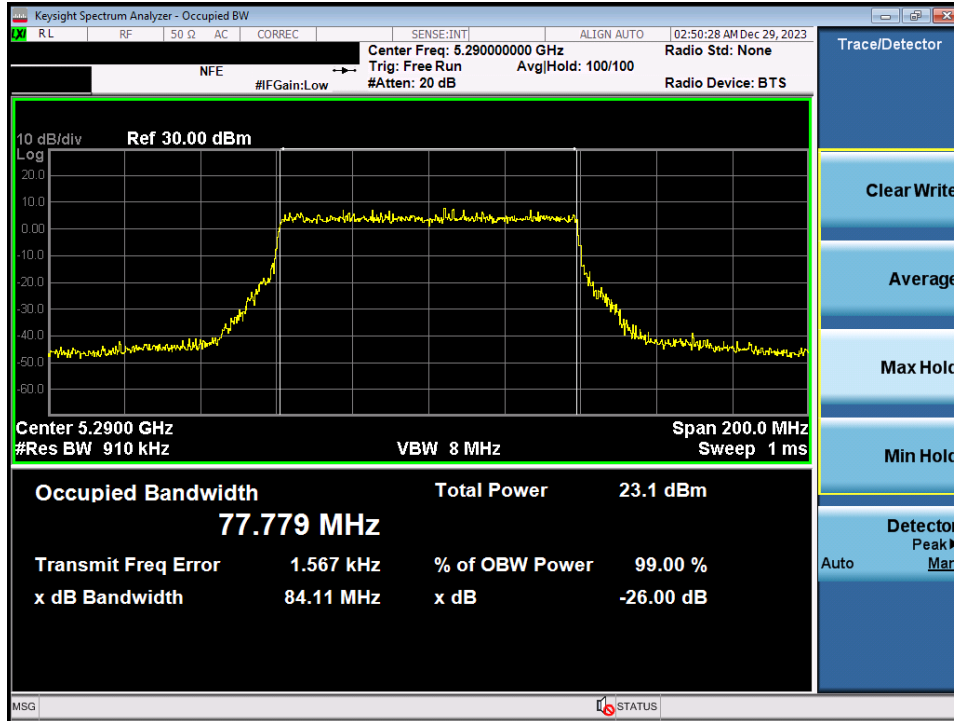 Keysight Spectrum Analyzer - Occupied BW
LXI RL RF 50 Ω AC CORREC SENSE:INT ALIGN AUTO 02:50:28 AM Dec 29, 2023
Center Freq: 5.290000000 GHz Radio Std: None
NFE Trig: Free Run Avg|Hold: 100/100
#IFGain:Low #Atten: 20 dB Radio Device: BTS
10 dB/div Ref 30.00 dBm
Log
20.0
10.0
0.00
-10.0
-20.0
-30.0
-40.0
-50.0
-60.0
Center 5.2900 GHz Span 200.0 MHz
#Res BW 910 kHz VBW 8 MHz Sweep 1 ms
Occupied Bandwidth Total Power 23.1 dBm
77.779 MHz
Transmit Freq Error 1.567 kHz % of OBW Power 99.00 %
x dB Bandwidth 84.11 MHz x dB -26.00 dB
MSG STATUS
Trace/Detector
Clear Write
Average
Max Hold
Min Hold
Detector
Peak
Auto Man